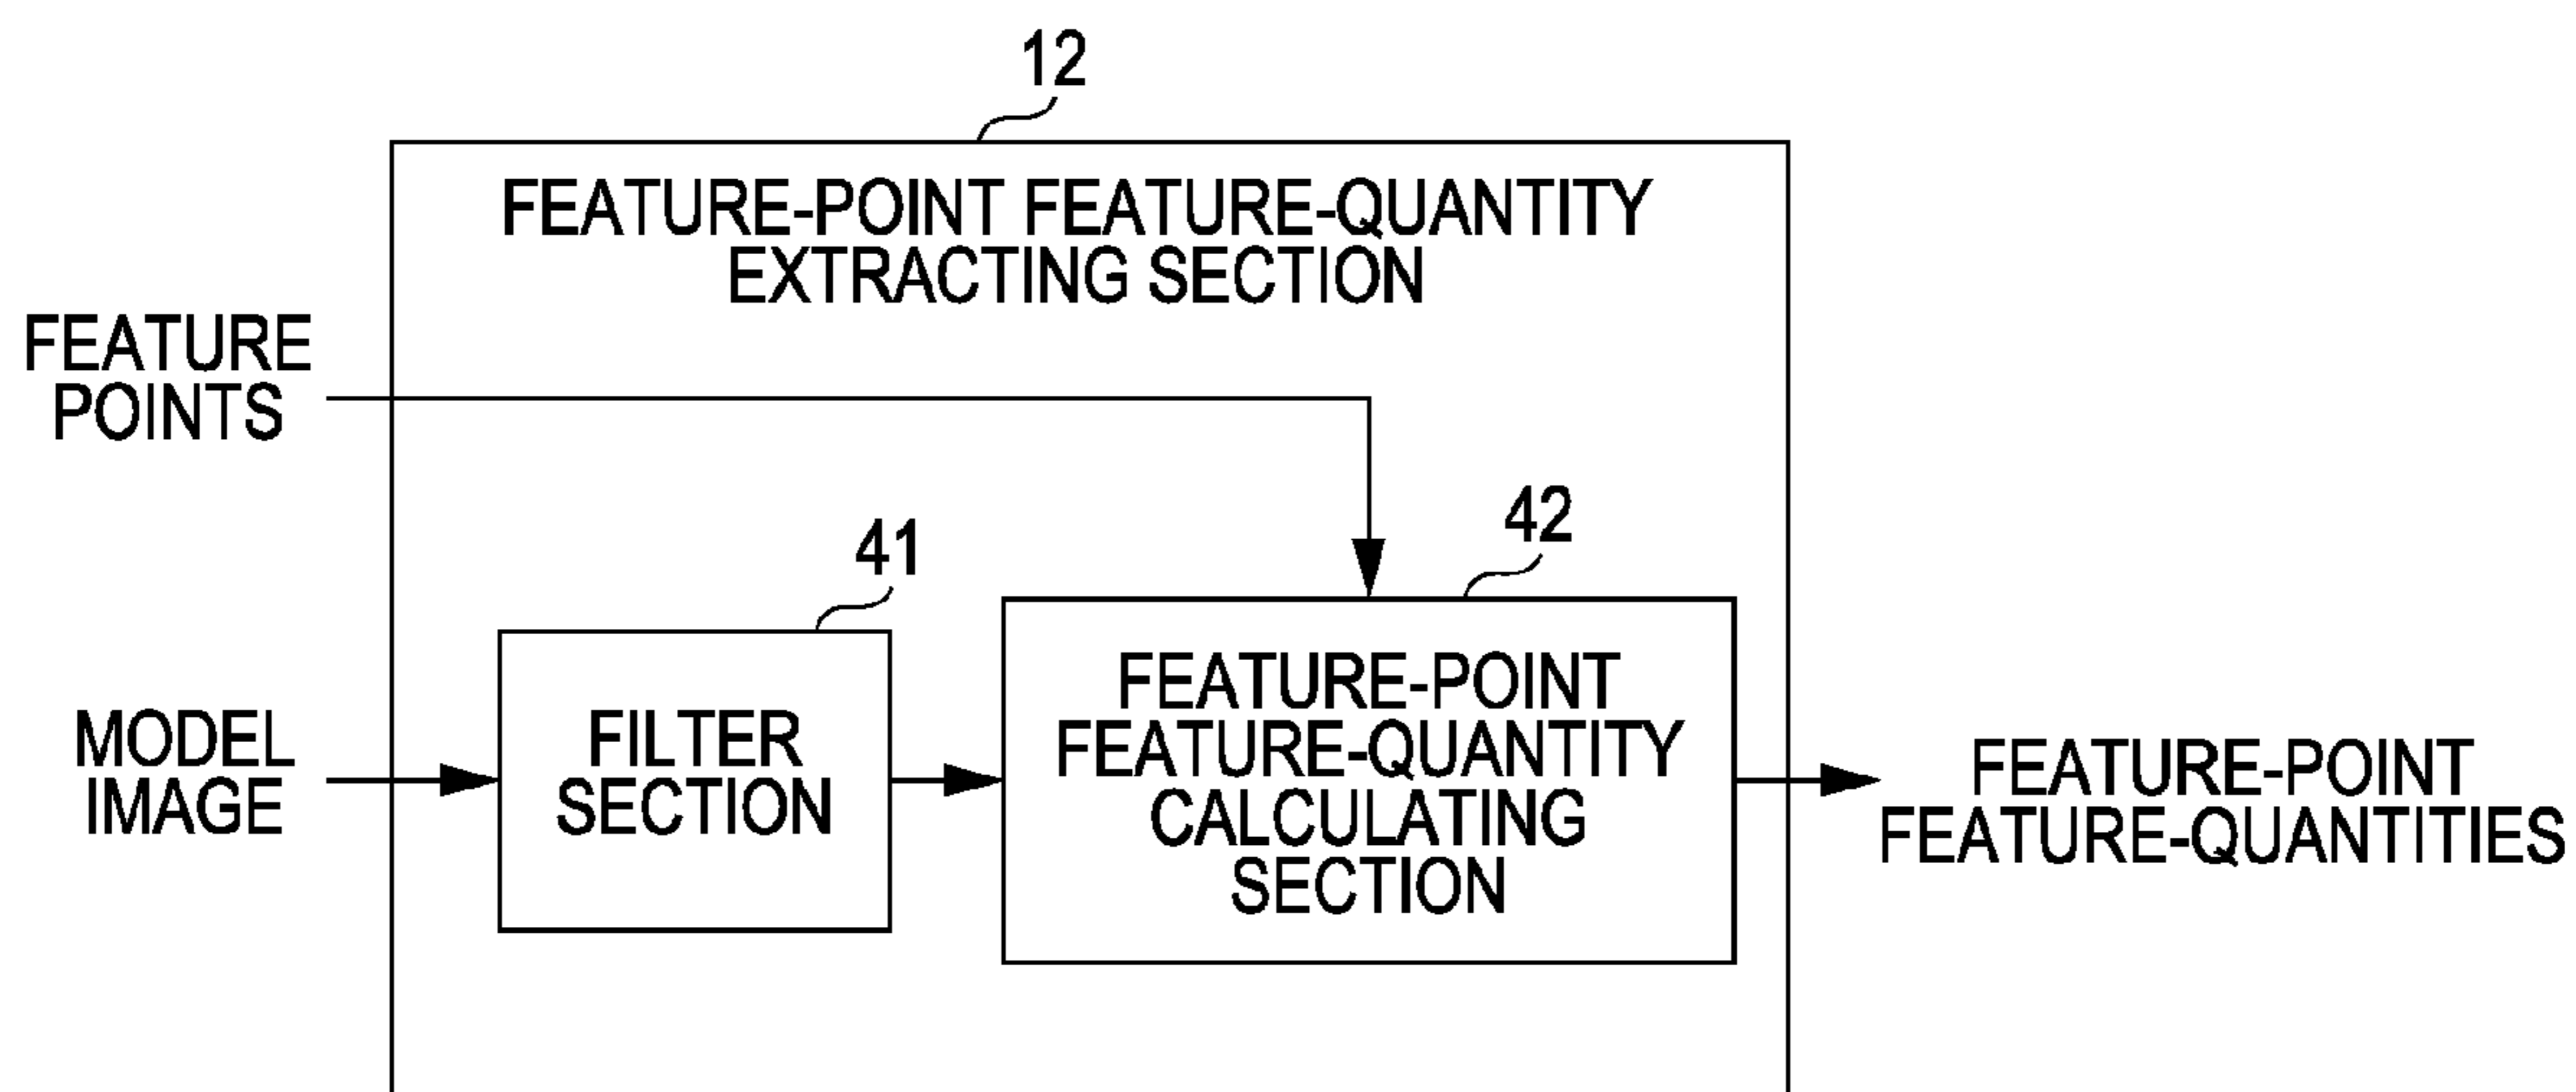 12
FEATURE-POINT FEATURE-QUANTITY
EXTRACTING SECTION
FEATURE
POINTS
41
42
MODEL
IMAGE
FILTER
SECTION
FEATURE-POINT
FEATURE-QUANTITY
CALCULATING
SECTION
FEATURE-POINT
FEATURE-QUANTITIES